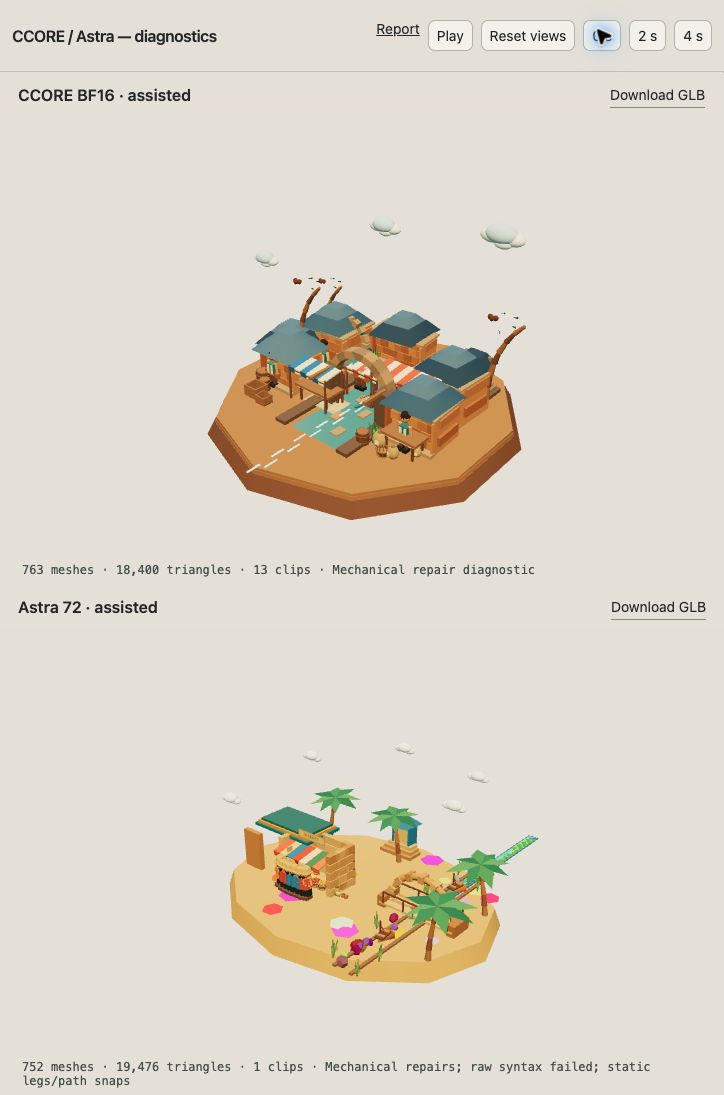 CCORE / Astra — diagnostics
Report
Play
Reset views
2 s
4 s
CCORE BF16 · assisted
Download GLB
763 meshes · 18,400 triangles · 13 clips · Mechanical repair diagnostic
Astra 72 · assisted
Download GLB
752 meshes · 19,476 triangles · 1 clips · Mechanical repairs; raw syntax failed; static
legs/path snaps